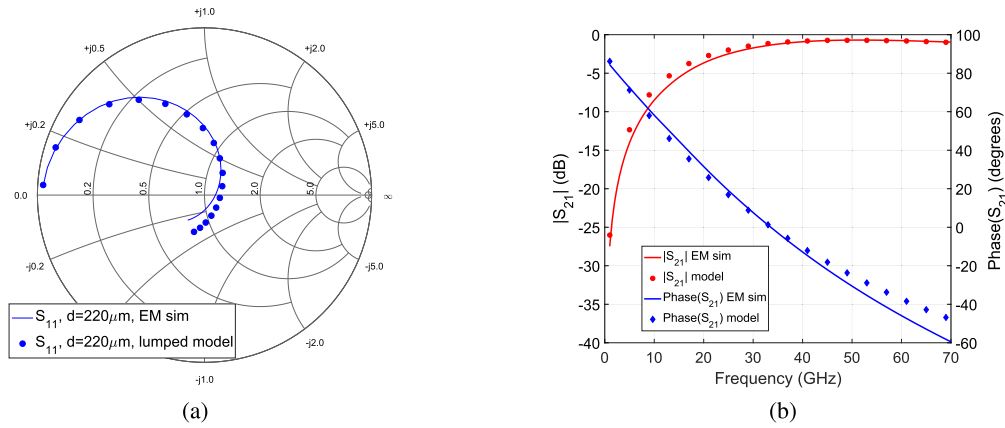 +j1.0
+j0.5
+j2.0
+j0.2
+j5.0
0.0
0.2
0.5
1.0
2.0
5.0
∞
-j0.2
-j5.0
-j2.0
-j1.0
S11, d=220μm, EM sim
S11, d=220μm, lumped model
(a)
0
-5
-10
-15
-20
-25
-30
-35
-40
|S21| (dB)
100
80
60
40
20
0
-20
-40
-60
Phase(S21) (degrees)
|S21| EM sim
|S21| model
Phase(S21) EM sim
Phase(S21) model
0 10 20 30 40 50 60 70
Frequency (GHz)
(b)